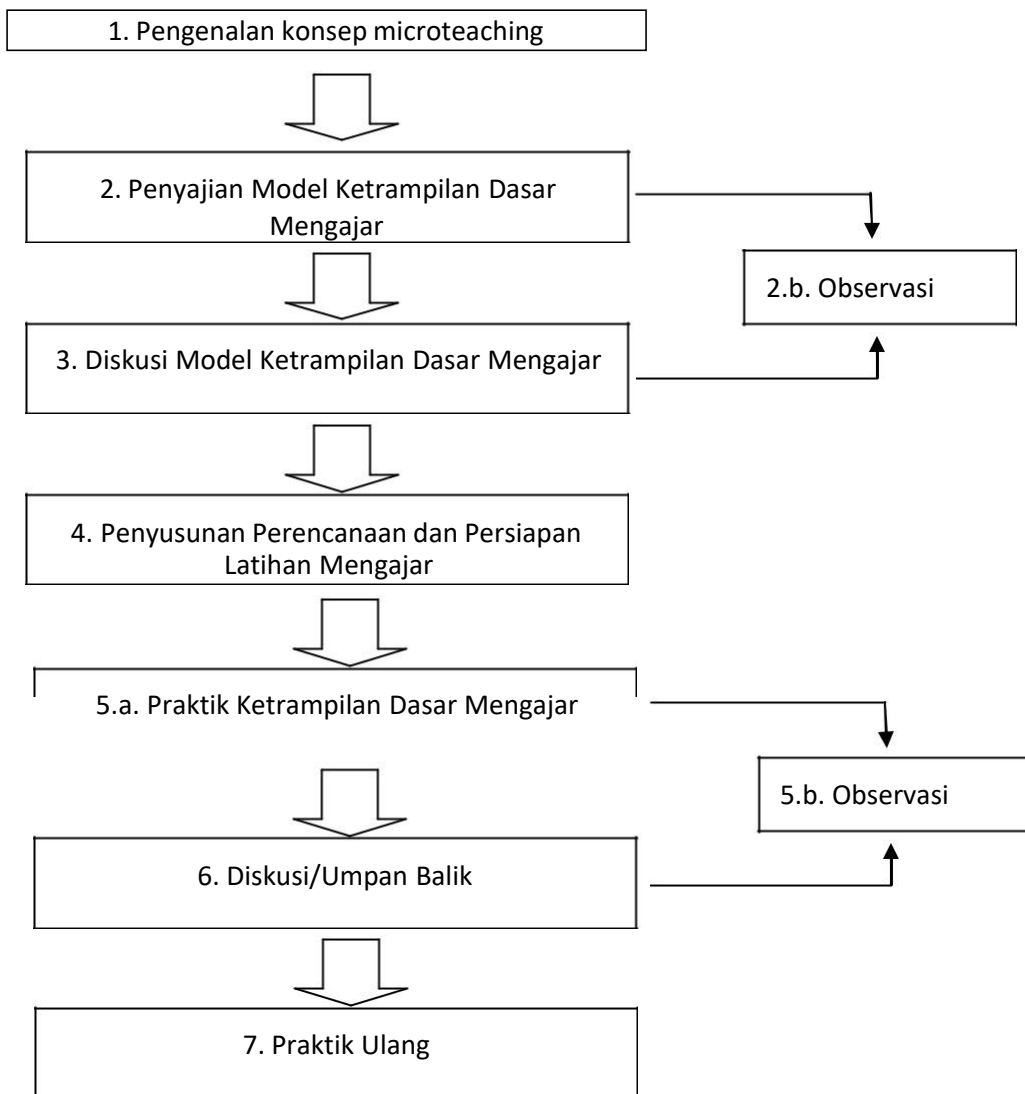 1. Pengenalan konsep microteaching
2. Penyajian Model Ketrampilan Dasar
Mengajar
2.b. Observasi
3. Diskusi Model Ketrampilan Dasar Mengajar
4. Penyusunan Perencanaan dan Persiapan
Latihan Mengajar
5.a. Praktik Ketrampilan Dasar Mengajar
5.b. Observasi
6. Diskusi/Umpan Balik
7. Praktik Ulang